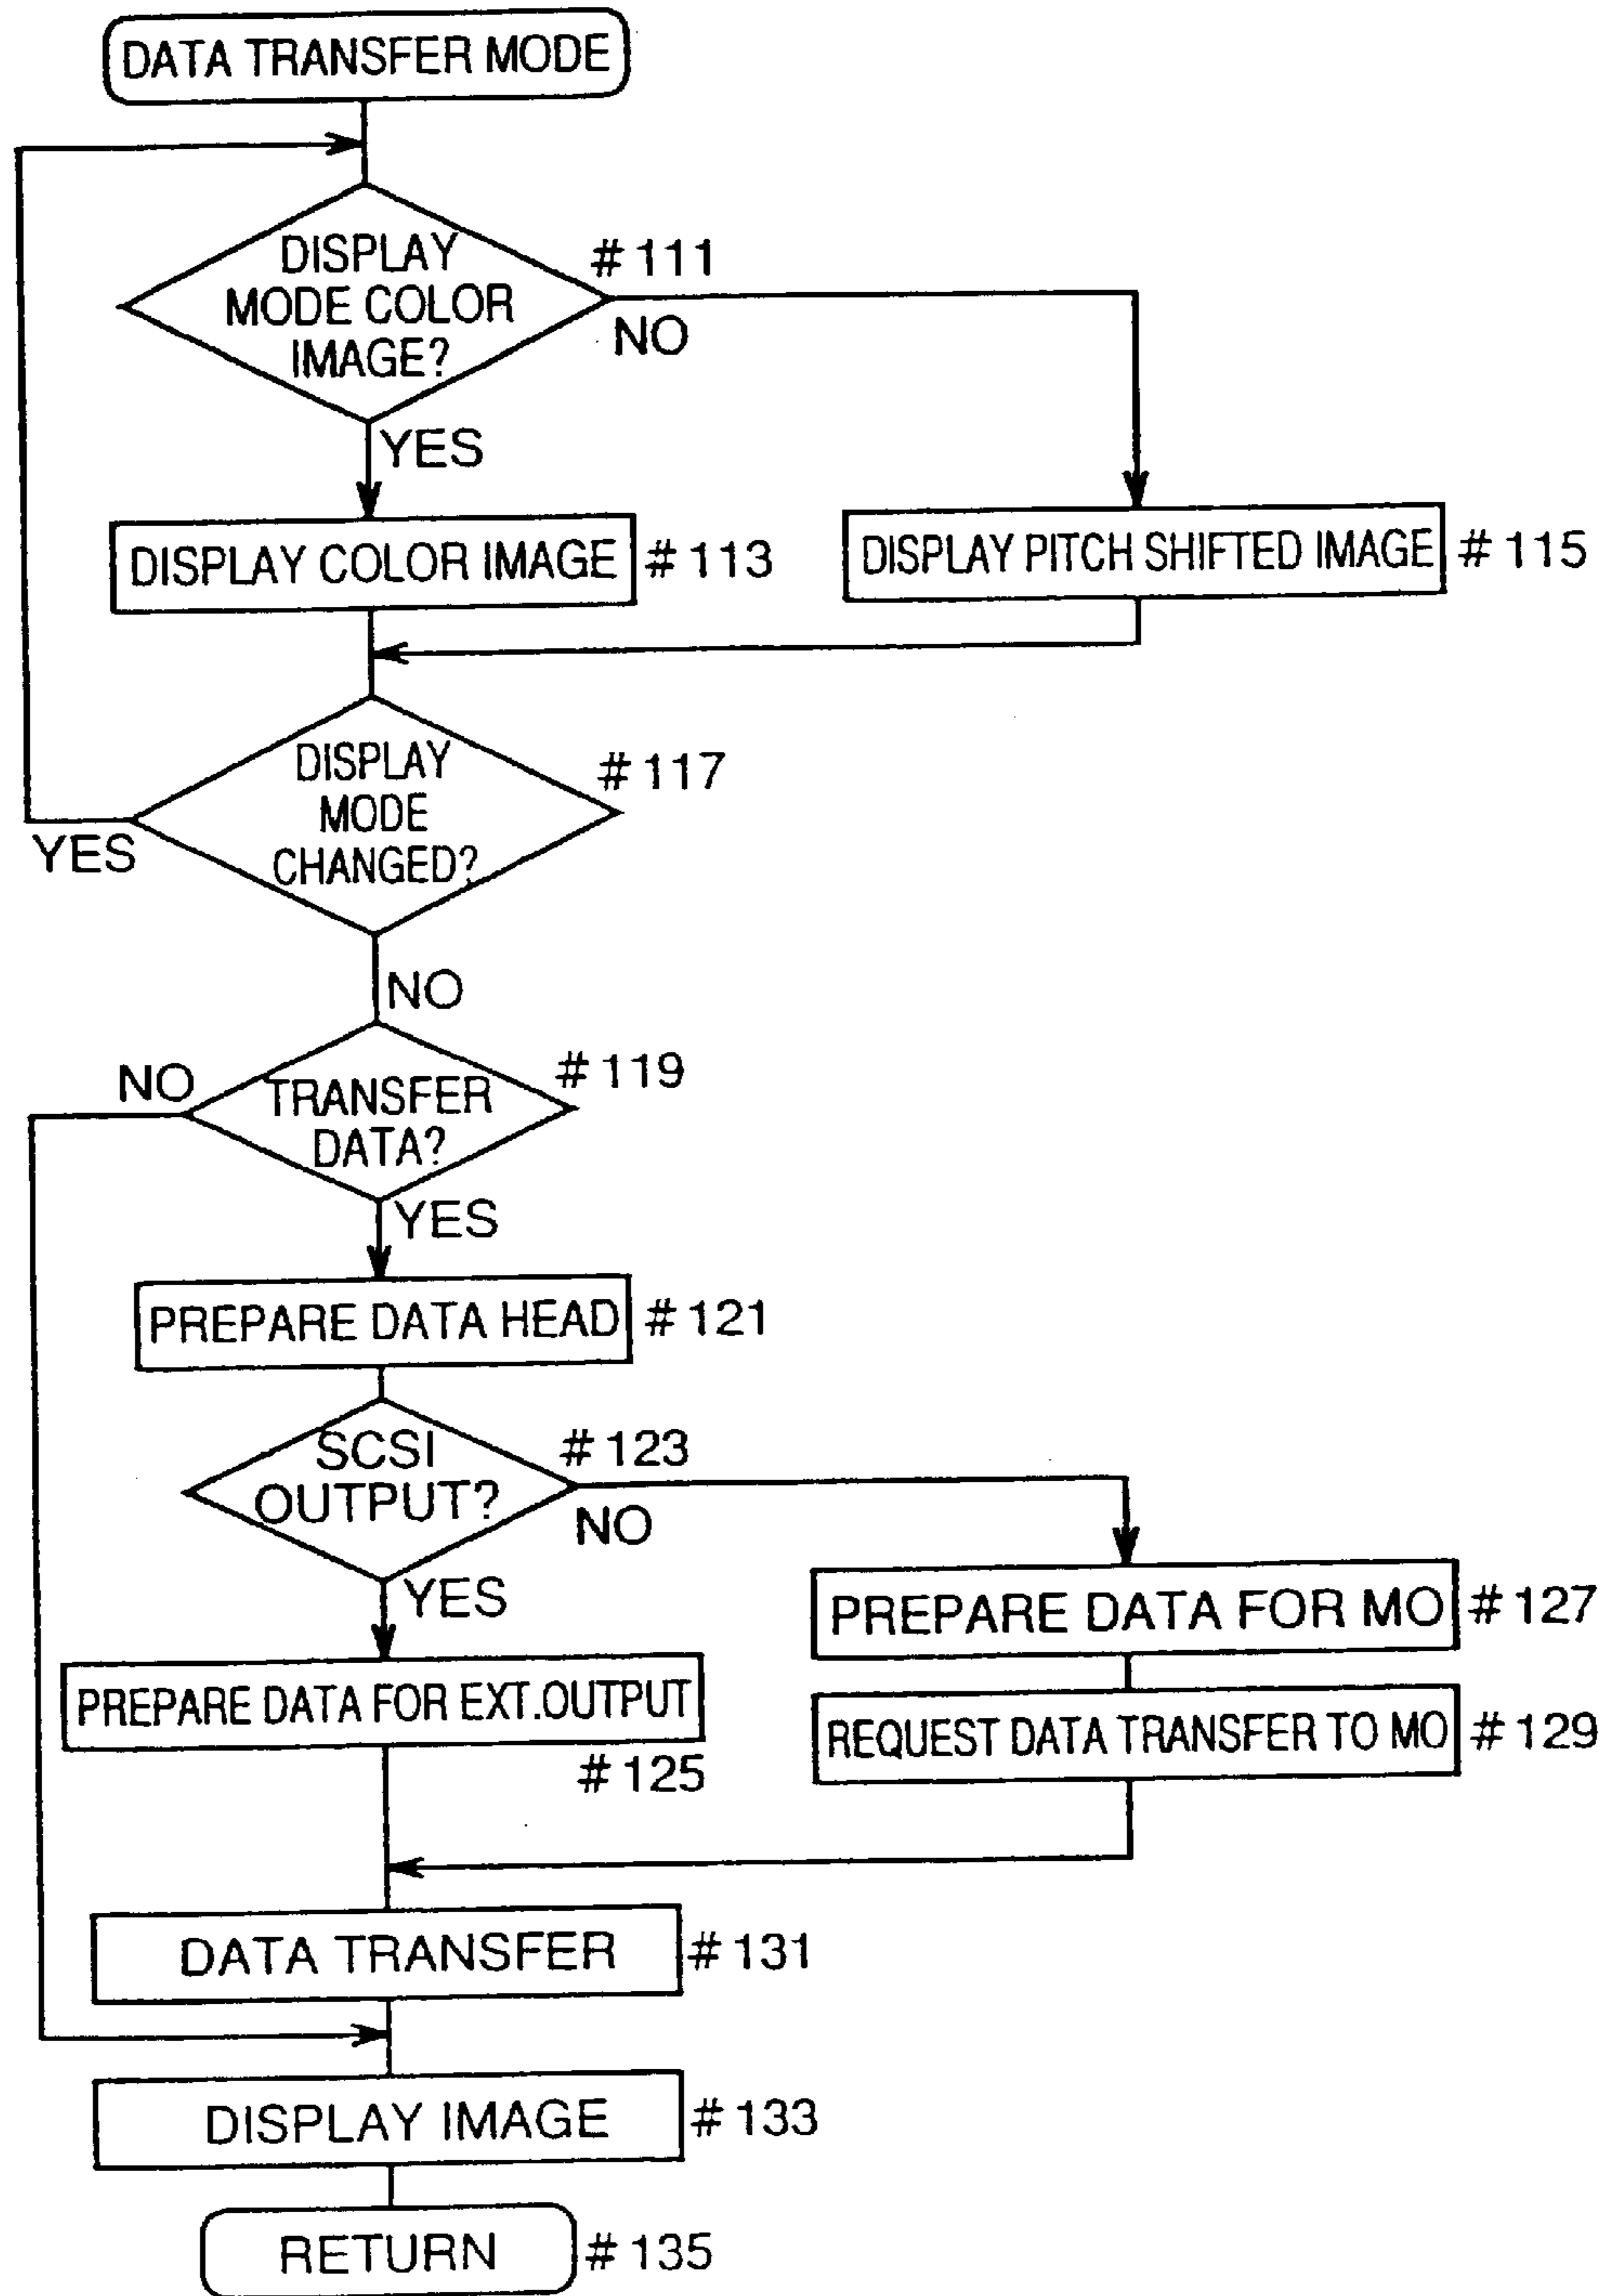 DATA TRANSFER MODE
DISPLAY
MODE COLOR
IMAGE?
# 111
NO
YES
DISPLAY COLOR IMAGE
# 113
DISPLAY PITCH SHIFTED IMAGE
# 115
DISPLAY
MODE
CHANGED?
# 117
YES
NO
NO
TRANSFER
DATA?
# 119
YES
PREPARE DATA HEAD
# 121
SCSI
OUTPUT?
# 123
NO
YES
PREPARE DATA FOR MO
# 127
PREPARE DATA FOR EXT.OUTPUT
# 125
REQUEST DATA TRANSFER TO MO
# 129
DATA TRANSFER
# 131
DISPLAY IMAGE
# 133
RETURN
# 135